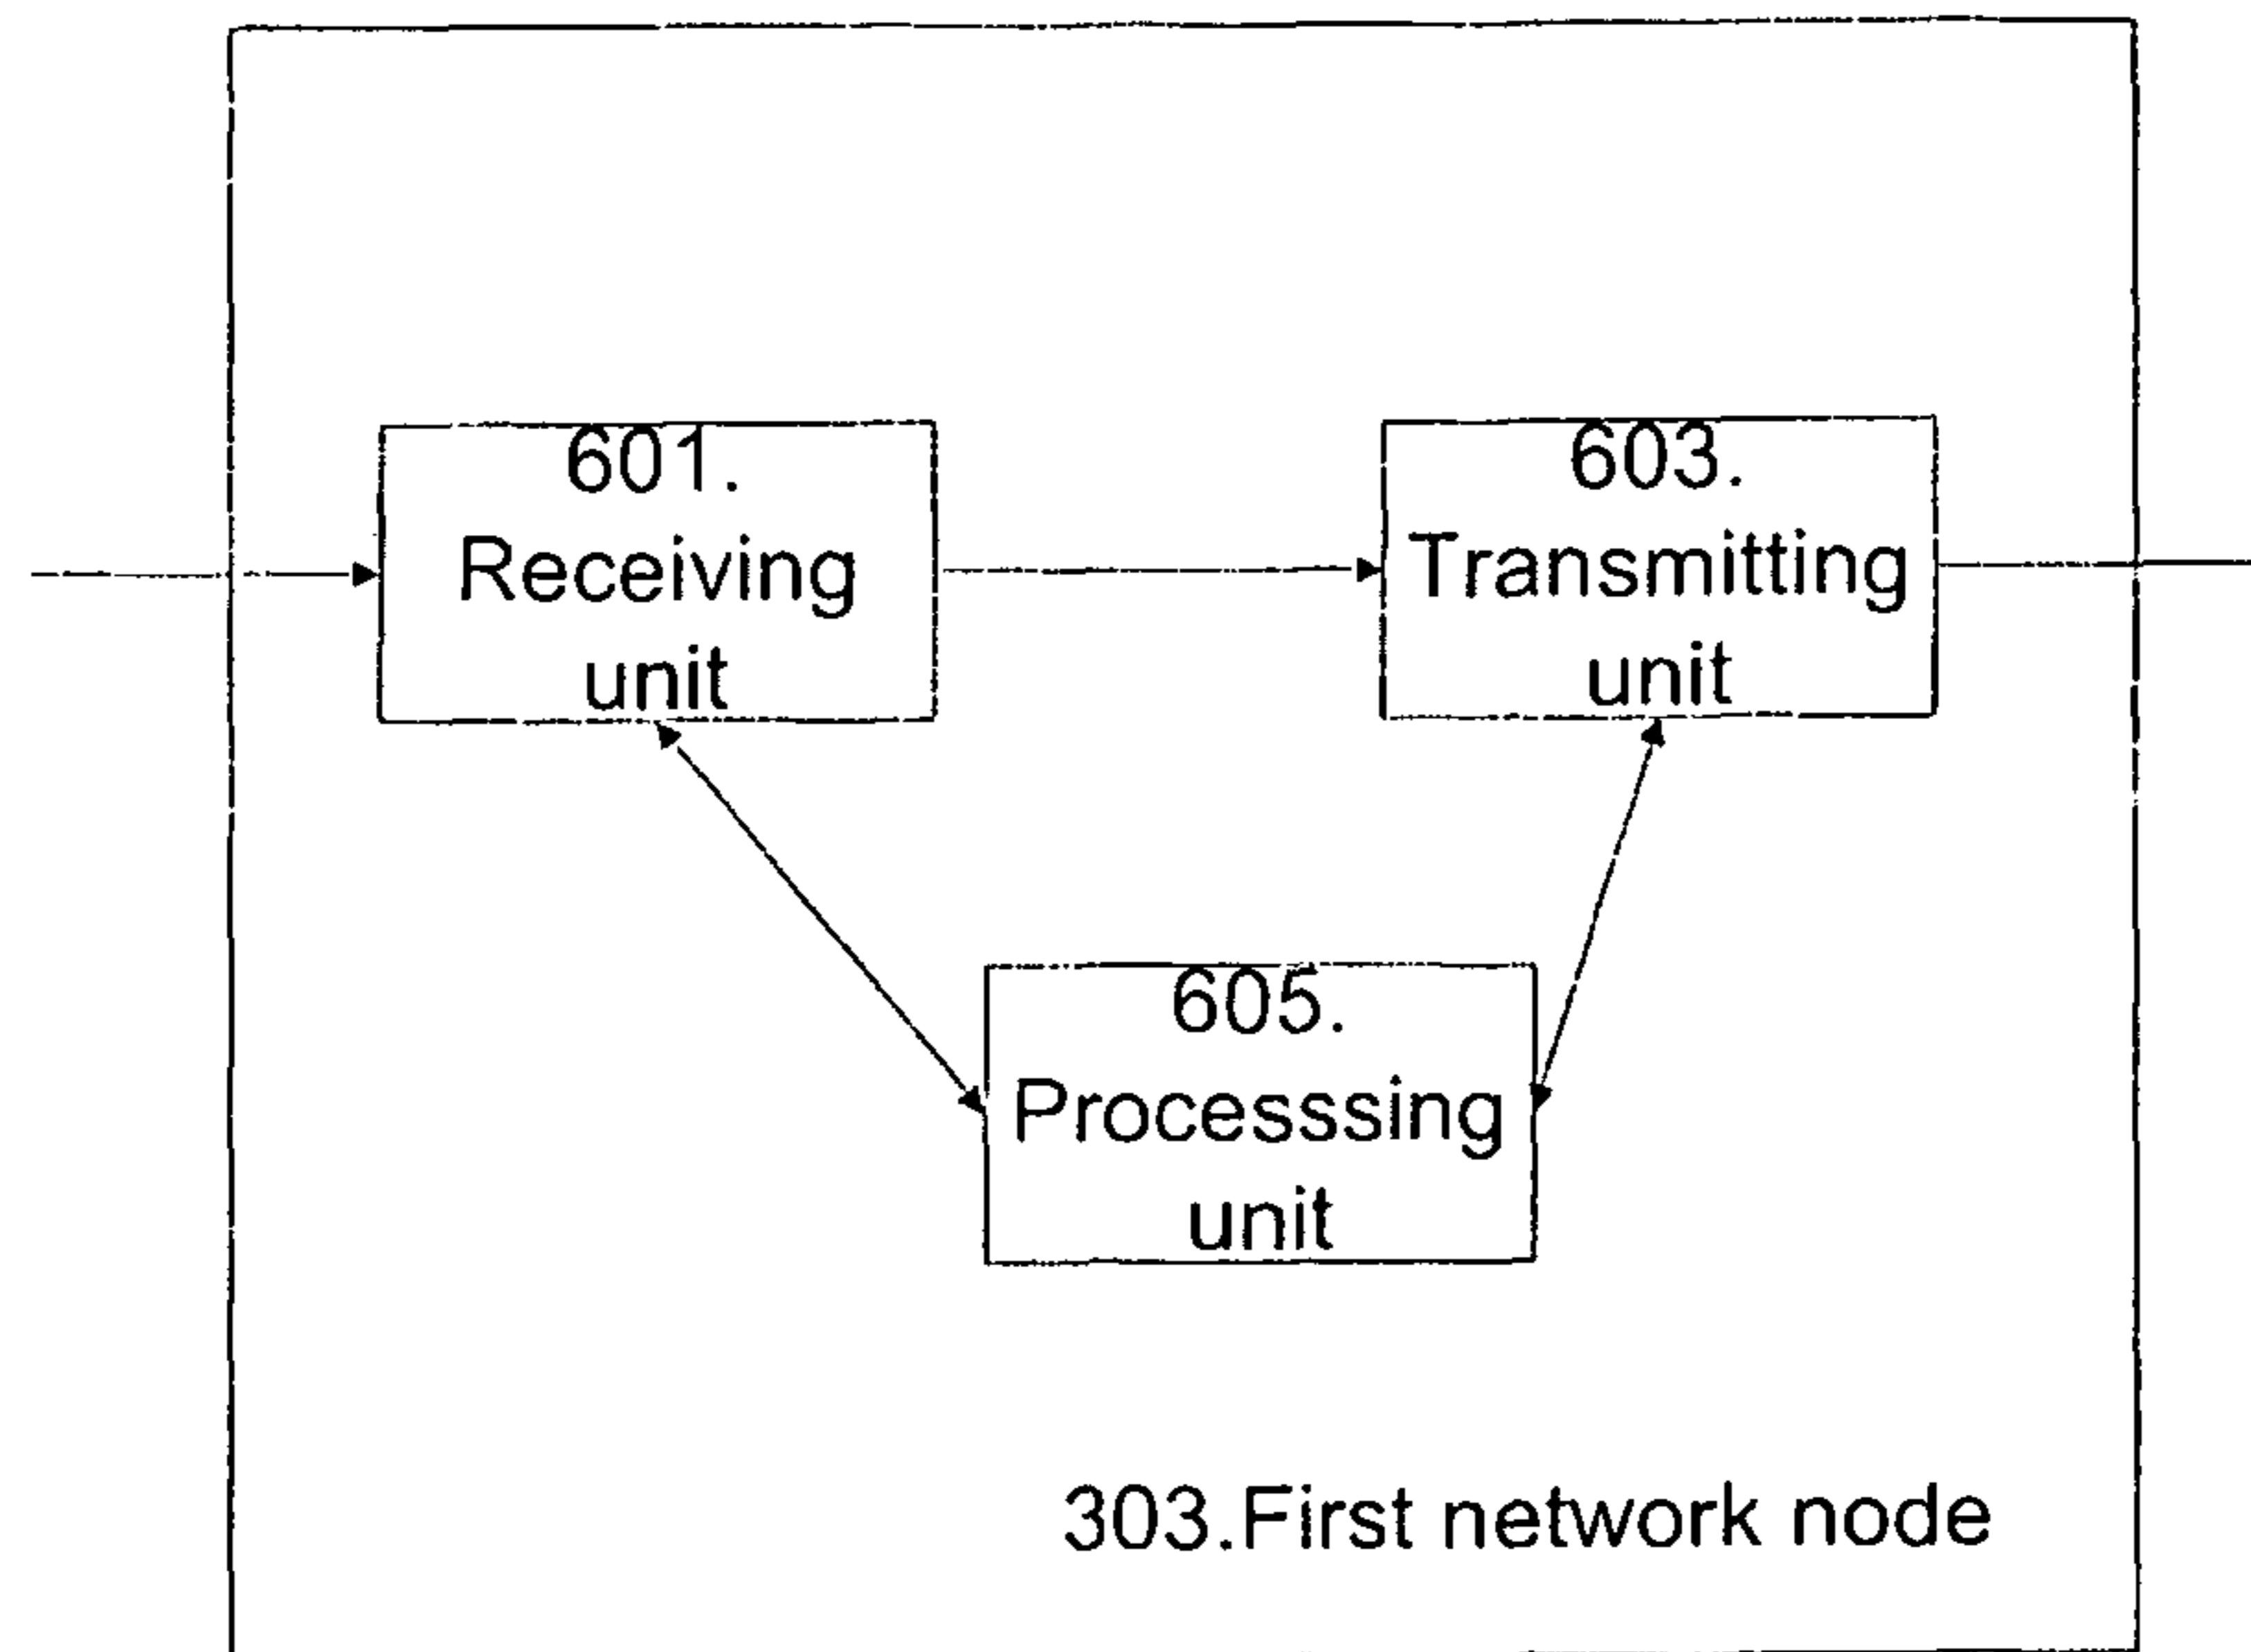 601.
Receiving
unit
603.
Transmitting
unit
605.
Processsing
unit
303.First network node